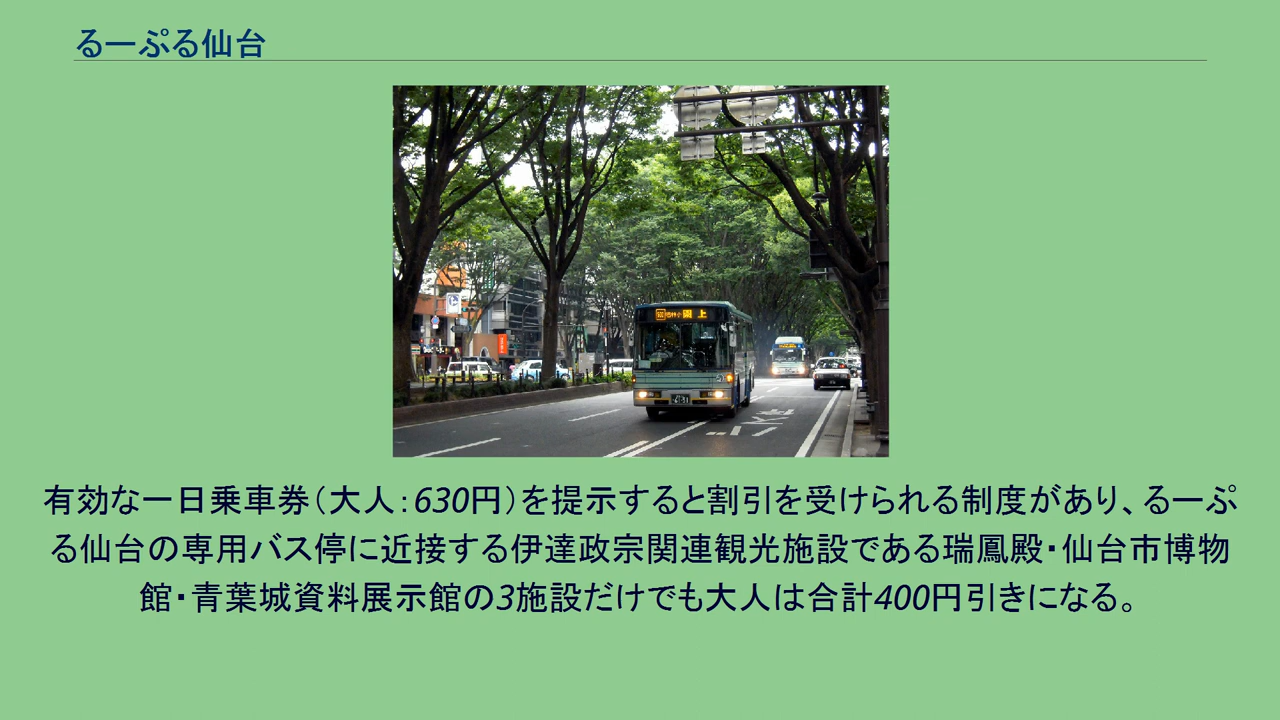 るーぷる仙台
閖上
有効な一日乗車券（大人：630円）を提示すると割引を受けられる制度があり、るーぷ
る仙台の専用バス停に近接する伊達政宗関連観光施設である瑞鳳殿・仙台市博物
館・青葉城資料展示館の3施設だけでも大人は合計400円引きになる。